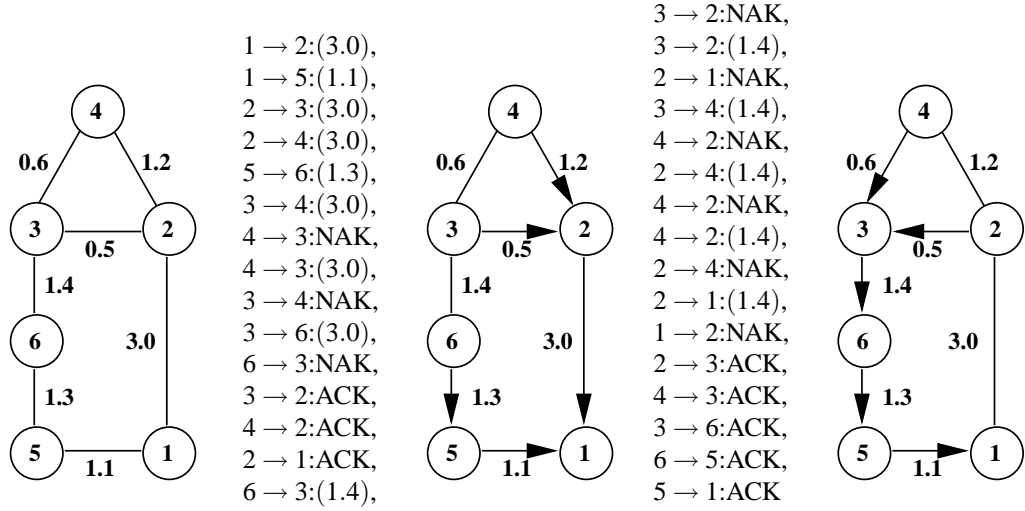 4
0.6
1.2
3
2
0.5
1.4
6
3.0
1.3
5
1
1.1
1 → 2:(3.0),
1 → 5:(1.1),
2 → 3:(3.0),
2 → 4:(3.0),
5 → 6:(1.3),
3 → 4:(3.0),
4 → 3:NAK,
4 → 3:(3.0),
3 → 4:NAK,
3 → 6:(3.0),
6 → 3:NAK,
3 → 2:ACK,
4 → 2:ACK,
2 → 1:ACK,
6 → 3:(1.4),
4
0.6
1.2
3
2
0.5
1.4
6
3.0
1.3
5
1
1.1
3 → 2:NAK,
3 → 2:(1.4),
2 → 1:NAK,
3 → 4:(1.4),
4 → 2:NAK,
2 → 4:(1.4),
4 → 2:NAK,
4 → 2:(1.4),
2 → 4:NAK,
2 → 1:(1.4),
1 → 2:NAK,
2 → 3:ACK,
4 → 3:ACK,
3 → 6:ACK,
6 → 5:ACK,
5 → 1:ACK
4
0.6
1.2
3
2
0.5
1.4
6
3.0
1.3
5
1
1.1